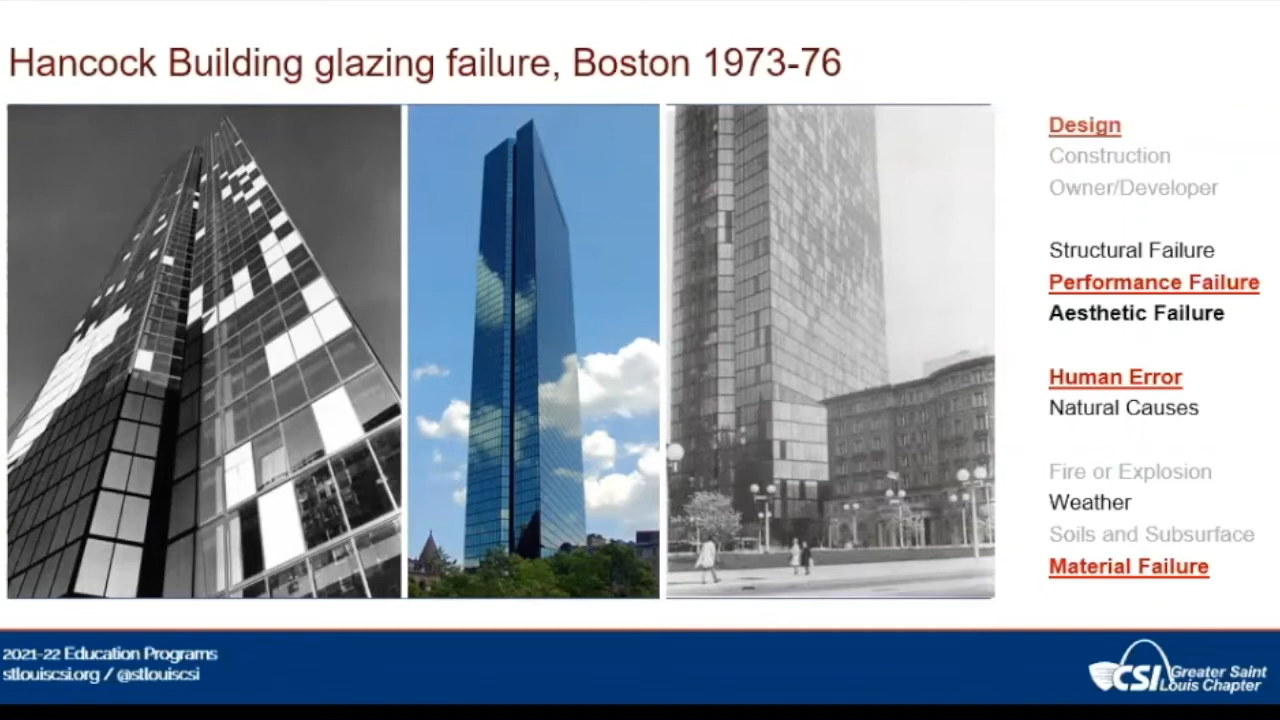 Hancock Building glazing failure, Boston 1973-76
Design
Construction
Owner/Developer
Structural Failure
Performance Failure
Aesthetic Failure
Human Error
Natural Causes
Fire or Explosion
Weather
Soils and Subsurface
Material Failure
2021-22 Education Programs
stlouiscsi.org / @stlouiscsi
CSI Greater Saint
Louis Chapter